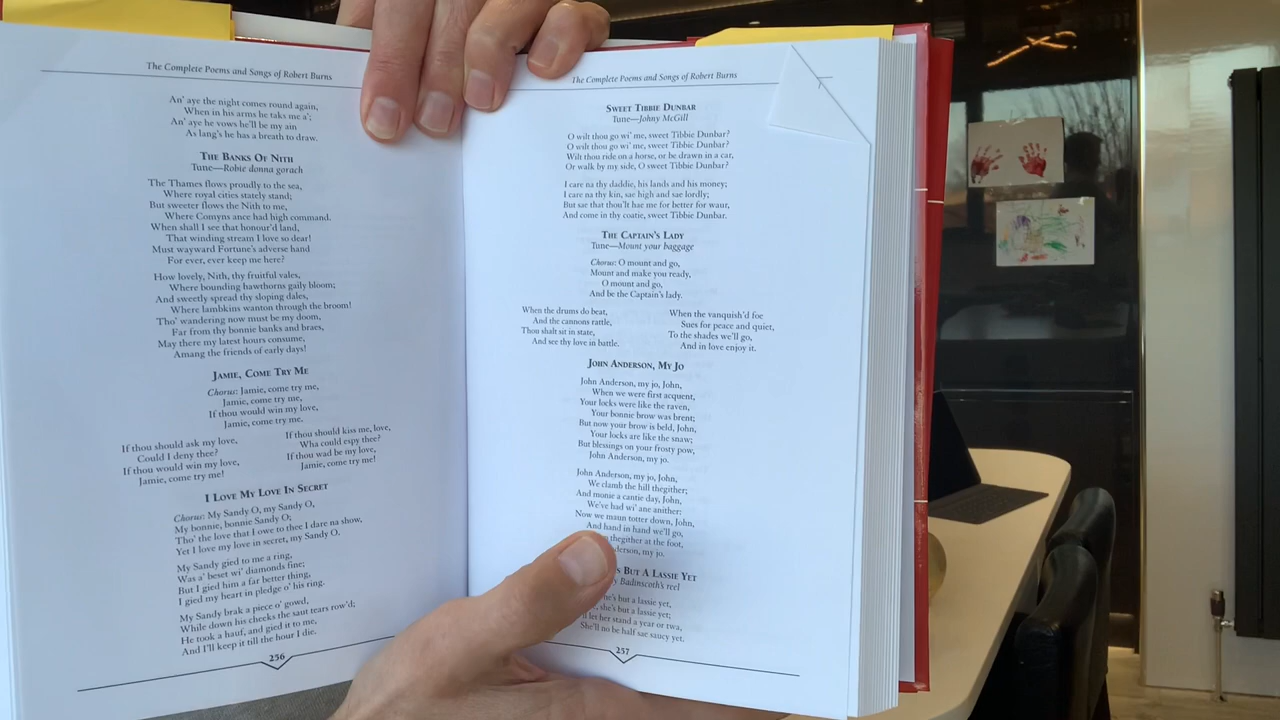 The Complete Poems and Songs of Robert Burns
An' aye the night comes round again,
When in his arms he taks me a';
An' aye he vows he'll be my ain
As lang's he has a breath to draw.
THE BANKS OF NITH
Tune—Robie donna gorach
The Thames flows proudly to the sea,
Where royal cities stately stand;
But sweeter flows the Nith to me,
Where Comyns ance had high command.
When shall I see that honour'd land,
That winding stream I love so dear!
Must wayward Fortune's adverse hand
For ever, ever keep me here?
How lovely, Nith, thy fruitful vales,
Where bounding hawthorns gaily bloom;
And sweetly spread thy sloping dales,
Where lambkins wanton through the broom!
Tho' wandering now must be my doom,
Far from thy bonnie banks and braes,
May there my latest hours consume,
Amang the friends of early days!
JAMIE, COME TRY ME
Chorus: Jamie, come try me,
Jamie, come try me,
If thou would win my love,
Jamie, come try me.
If thou should ask my love,
Could I deny thee?
If thou would win my love,
Jamie, come try me!
If thou should kiss me, love,
Wha could espy thee?
If thou wad be my love,
Jamie, come try me!
I LOVE MY LOVE IN SECRET
Chorus: My Sandy O, my Sandy O,
My bonnie, bonnie Sandy O;
Tho' the love that I owe to thee I dare na show,
Yet I love my love in secret, my Sandy O.
My Sandy gied to me a ring,
Was a' beset wi' diamonds fine;
But I gied him a far better thing,
I gied my heart in pledge o' his ring.
My Sandy brak a piece o' gowd,
While down his cheeks the saut tears row'd;
He took a hauf, and gied it to me,
And I'll keep it till the hour I die.
256
The Complete Poems and Songs of Robert Burns
SWEET TIBBIE DUNBAR
Tune—Johny McGill
O wilt thou go wi' me, sweet Tibbie Dunbar?
O wilt thou go wi' me, sweet Tibbie Dunbar?
Wilt thou ride on a horse, or be drawn in a car,
Or walk by my side, O sweet Tibbie Dunbar?
I care na thy daddie, his lands and his money;
I care na thy kin, sae high and sae lordly;
But sae that thou'lt hae me for better for waur,
And come in thy coatie, sweet Tibbie Dunbar.
THE CAPTAIN'S LADY
Tune—Mount your baggage
Chorus: O mount and go,
Mount and make you ready,
O mount and go,
And be the Captain's lady.
When the drums do beat,
And the cannons rattle,
Thou shalt sit in state,
And see thy love in battle.
When the vanquish'd foe
Sues for peace and quiet,
To the shades we'll go,
And in love enjoy it.
JOHN ANDERSON, MY JO
John Anderson, my jo, John,
When we were first acquent,
Your locks were like the raven,
Your bonnie brow was brent;
But now your brow is beld, John,
Your locks are like the snaw;
But blessings on your frosty pow,
John Anderson, my jo.
John Anderson, my jo, John,
We clamb the hill thegither;
And monie a cantie day, John,
We've had wi' ane anither:
Now we maun totter down, John,
And hand in hand we'll go,
thegither at the foot,
my jo.
BUT A LASSIE YET
Badinscoth's reel
but a lassie yet,
she's but a lassie yet;
let her stand a year or twa,
She'll no be half sae saucy yet.
257